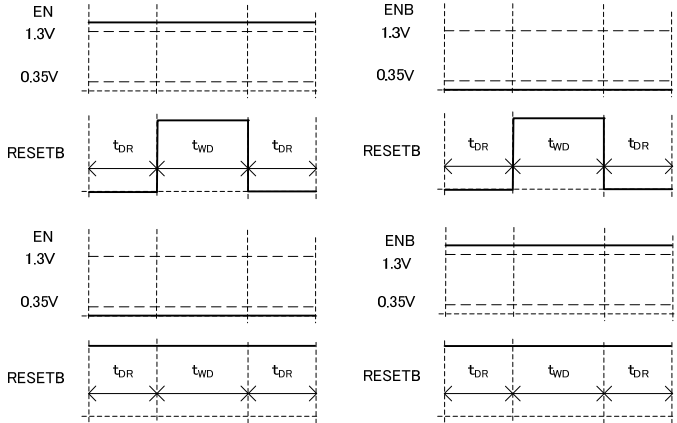 EN
1.3V
0.35V
RESETB
tDR
tWD
tDR
ENB
1.3V
0.35V
RESETB
tDR
tWD
tDR
EN
1.3V
0.35V
RESETB
tDR
tWD
tDR
ENB
1.3V
0.35V
RESETB
tDR
tWD
tDR